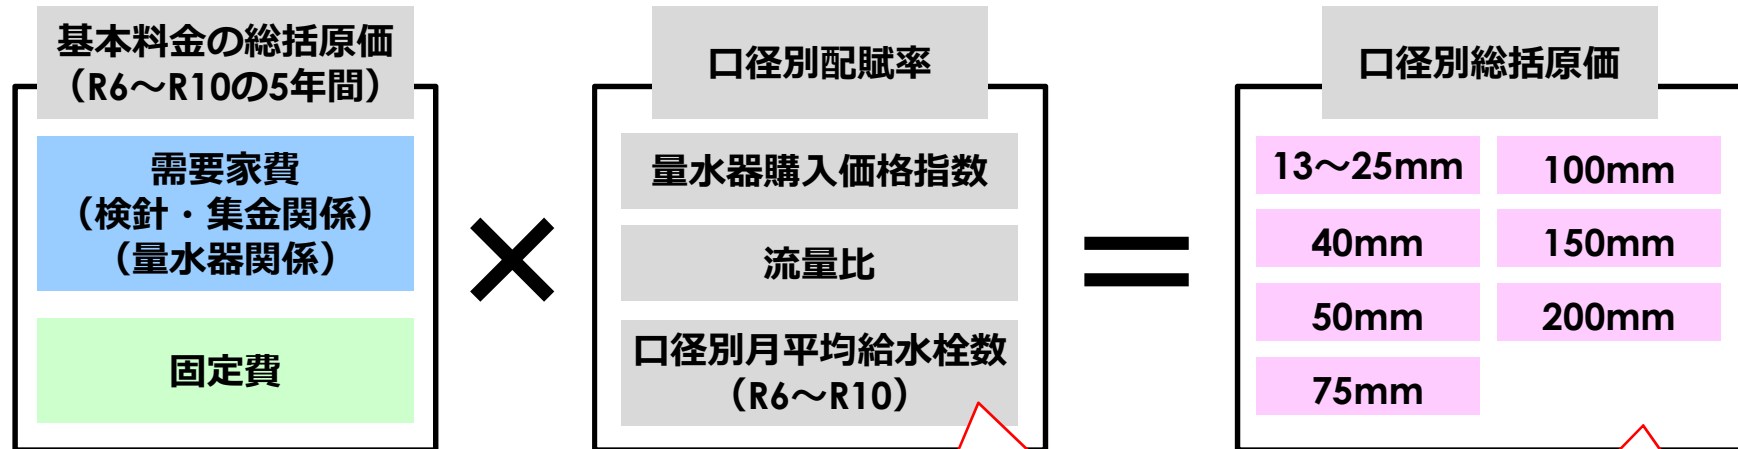 基本料金の総括原価
（R6～R10の5年間）
需要家費
（検針・集金関係）
（量水器関係）
固定費
×
口径別配賦率
量水器購入価格指数
流量比
口径別月平均給水栓数
（R6～R10）
＝
口径別総括原価
13～25mm
40mm
50mm
75mm
100mm
150mm
200mm